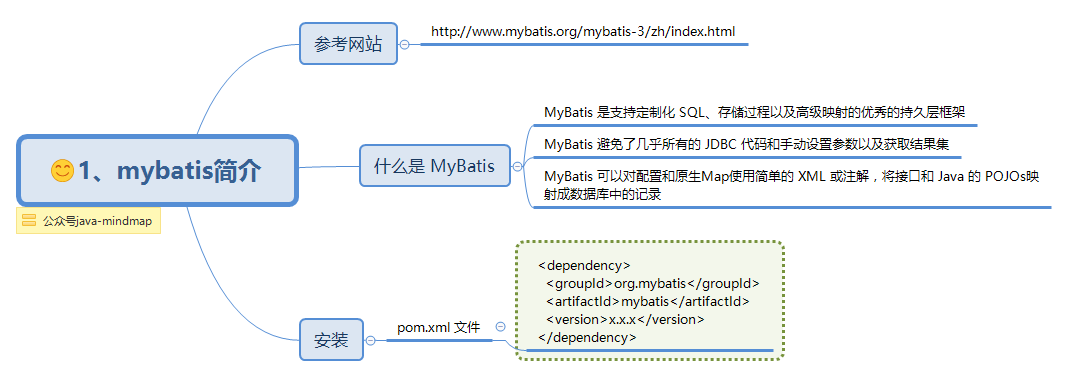 参考网站
http://www.mybatis.org/mybatis-3/zh/index.html
1、mybatis简介
公众号java-mindmap
什么是 MyBatis
MyBatis 是支持定制化 SQL、存储过程以及高级映射的优秀的持久层框架
MyBatis 避免了几乎所有的 JDBC 代码和手动设置参数以及获取结果集
MyBatis 可以对配置和原生Map使用简单的 XML 或注解，将接口和 Java 的 POJOs映
射成数据库中的记录
安装
pom.xml 文件
<dependency>
<groupId>org.mybatis</groupId>
<artifactId>mybatis</artifactId>
<version>x.x.x</version>
</dependency>